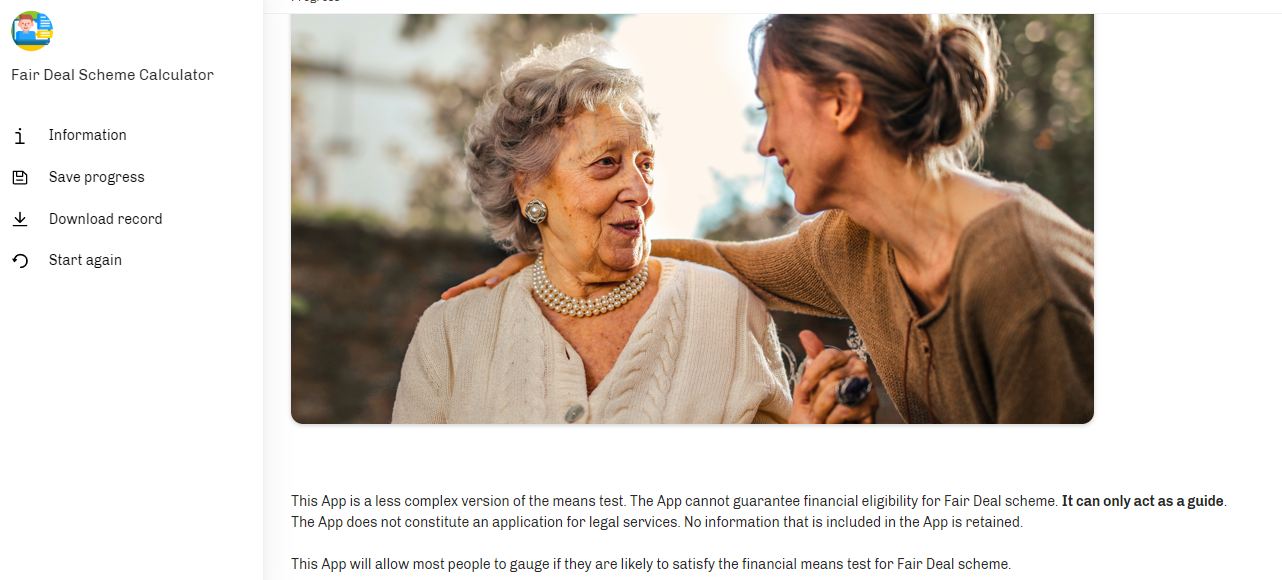 Fair Deal Scheme Calculator
Information
Save progress
Download record
Start again
Progress
This App is a less complex version of the means test. The App cannot guarantee financial eligibility for Fair Deal scheme. It can only act as a guide.
The App does not constitute an application for legal services. No information that is included in the App is retained.
This App will allow most people to gauge if they are likely to satisfy the financial means test for Fair Deal scheme.